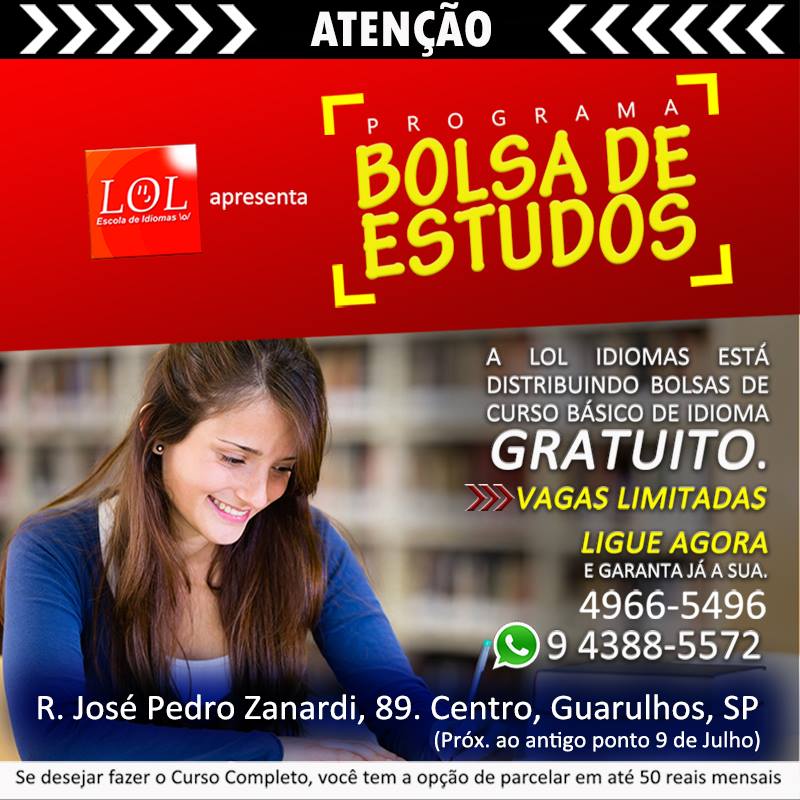 ATENÇÃO
PROGRAMA
BOLSA DE
ESTUDOS
LOL
Escola de Idiomas \o/
apresenta
A LOL IDIOMAS ESTÁ
DISTRIBUINDO BOLSAS DE
CURSO BÁSICO DE IDIOMA
GRATUITO.
VAGAS LIMITADAS
LIGUE AGORA
E GARANTA JÁ A SUA.
4966-5496
9 4388-5572
R. José Pedro Zanardi, 89. Centro, Guarulhos, SP
(Próx. ao antigo ponto 9 de Julho)
Se desejar fazer o Curso Completo, você tem a opção de parcelar em até 50 reais mensais